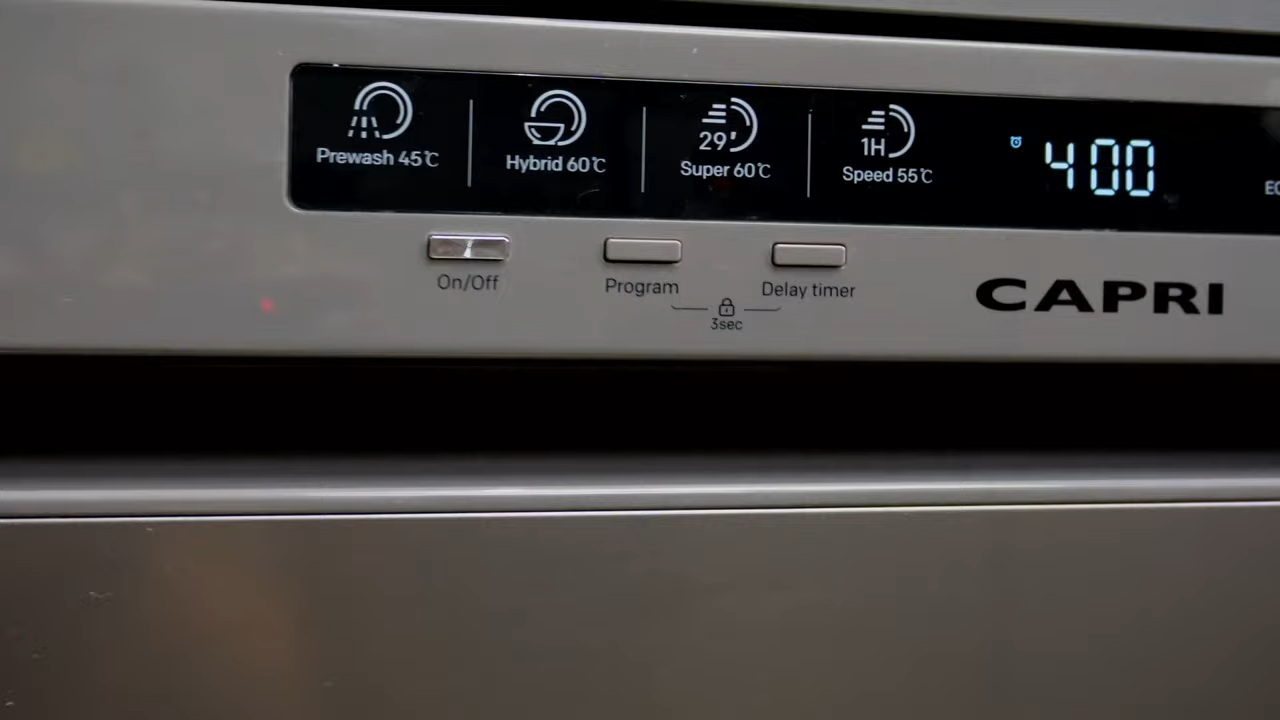 29'
1H
Prewash 45℃
Hybrid 60℃
Super 60℃
Speed 55℃
400
On/Off
Program
Delay timer
3sec
CAPRI